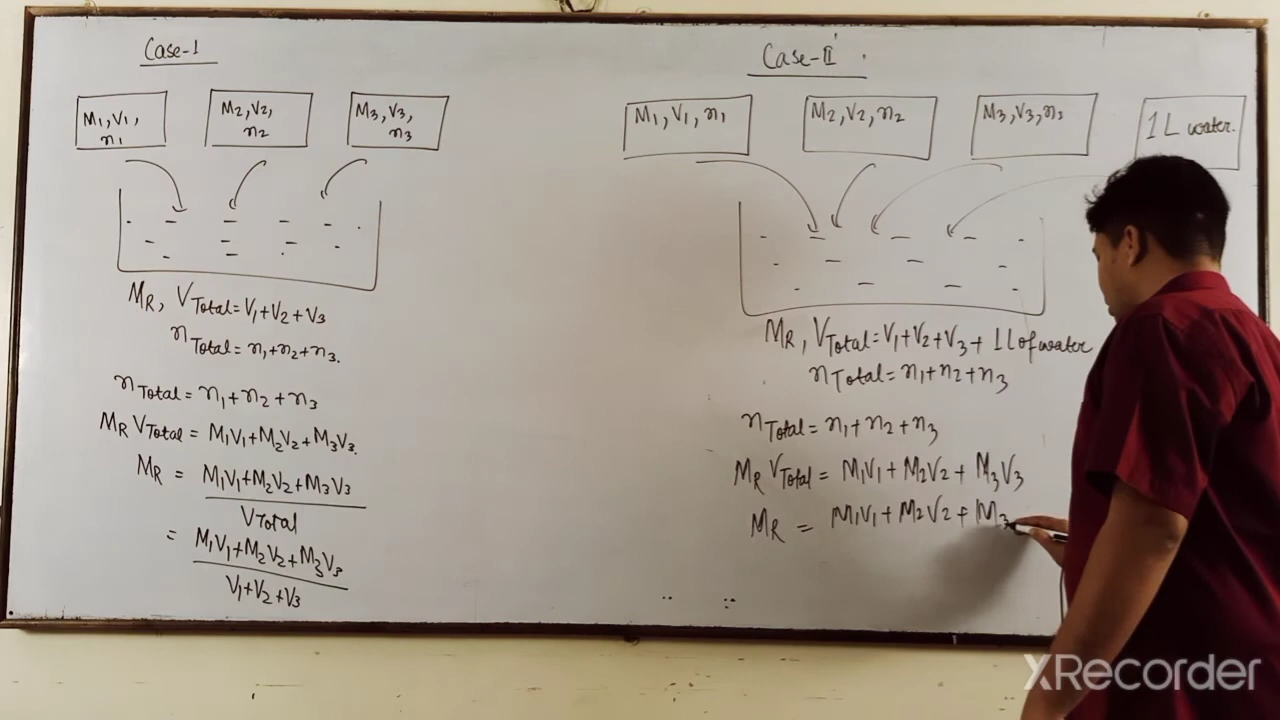 Case-I
M1, V1, n1
M2, V2, n2
M3, V3, n3
MR, VTotal = V1+V2+V3
nTotal = n1+n2+n3.
nTotal = n1+n2+n3
MR VTotal = M1V1+M2V2+M3V3.
MR = M1V1+M2V2+M3V3
VTotal
= M1V1+M2V2+M3V3
V1+V2+V3
Case-II
M1, V1, n1
M2, V2, n2
M3, V3, n3
1 L water.
MR, VTotal = V1+V2+V3+ 1 L of water
nTotal = n1+n2+n3
nTotal = n1+n2+n3
MR VTotal = M1V1+M2V2+M3V3
MR = M1V1+M2V2+M3
XRecorder